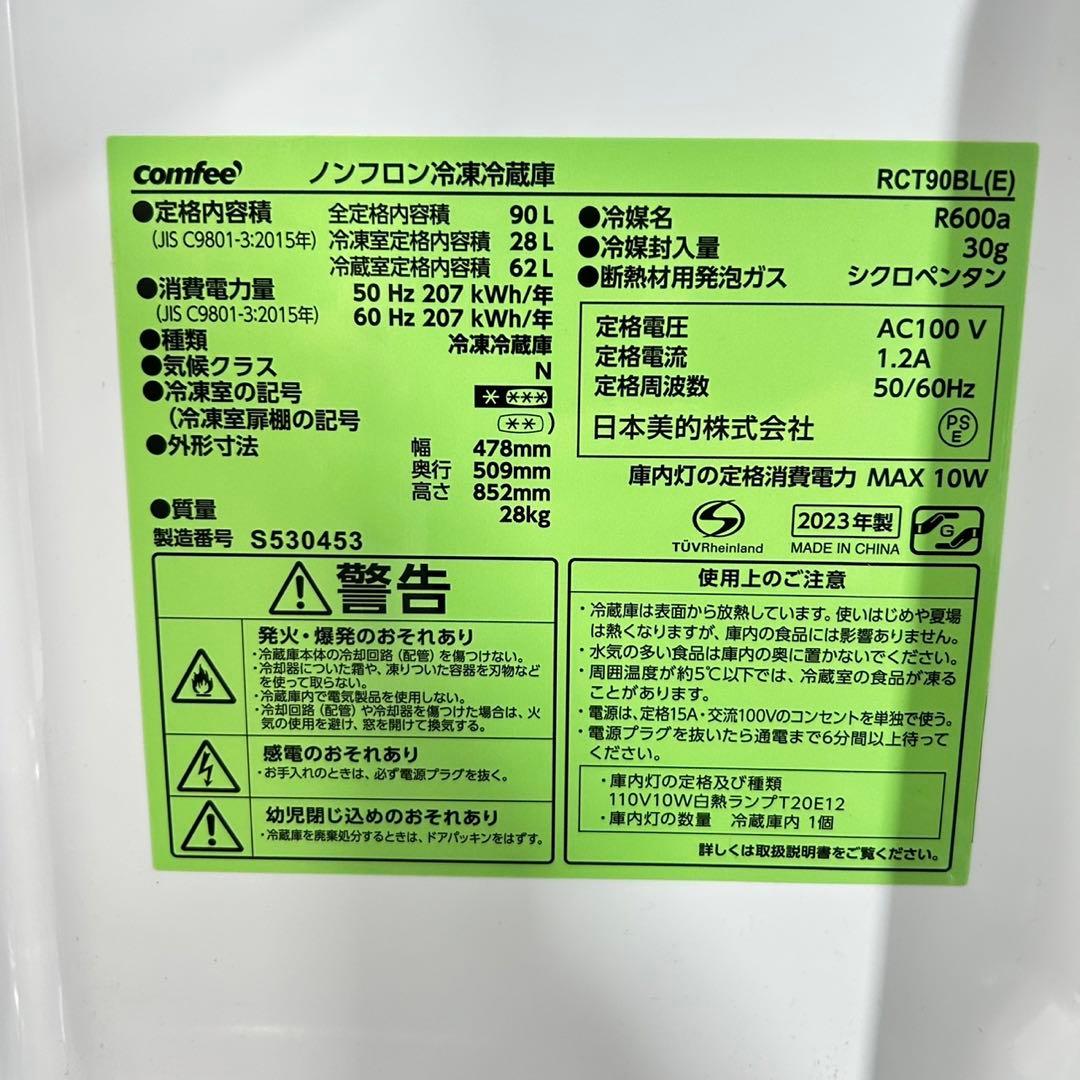 comfee' ノンフロン冷凍冷蔵庫 RCT90BL(E)
●定格内容積 全定格内容積 90 L
(JIS C9801-3:2015年) 冷凍室定格内容積 28 L
冷蔵室定格内容積 62 L
●消費電力量 50 Hz 207 kWh/年
(JIS C9801-3:2015年) 60 Hz 207 kWh/年
●種類 冷凍冷蔵庫
●気候クラス N
●冷凍室の記号 * ***
(冷凍室扉棚の記号 ** )
●外形寸法 幅 478mm
奥行 509mm
高さ 852mm
●質量 28kg
製造番号 S530453
●冷媒名 R600a
●冷媒封入量 30g
●断熱材用発泡ガス シクロペンタン
定格電圧 AC100 V
定格電流 1.2A
定格周波数 50/60Hz
日本美的株式会社 PSE
庫内灯の定格消費電力 MAX 10W
TÜVRheinland
2023年製
MADE IN CHINA
G
警告
発火・爆発のおそれあり
・冷蔵庫本体の冷却回路(配管)を傷つけない。
・冷却器についた霜や、凍りついた容器を刃物など
を使って取らない。
・冷蔵庫内で電気製品を使用しない。
・冷却回路(配管)や冷却器を傷つけた場合は、火
気の使用を避け、窓を開けて換気する。
感電のおそれあり
・お手入れのときは、必ず電源プラグを抜く。
幼児閉じ込めのおそれあり
・冷蔵庫を廃棄処分するときは、ドアパッキンをはずす。
使用上のご注意
・冷蔵庫は表面から放熱しています。使いはじめや夏場
は熱くなりますが、庫内の食品には影響ありません。
・水気の多い食品は庫内の奥に置かないでください。
・周囲温度が約5℃以下では、冷蔵室の食品が凍る
ことがあります。
・電源は、定格15A・交流100Vのコンセントを単独で使う。
・電源プラグを抜いたら通電まで6分間以上待って
ください。
・庫内灯の定格及び種類
110V10W白熱ランプT20E12
・庫内灯の数量 冷蔵庫内 1個
詳しくは取扱説明書をご覧ください。